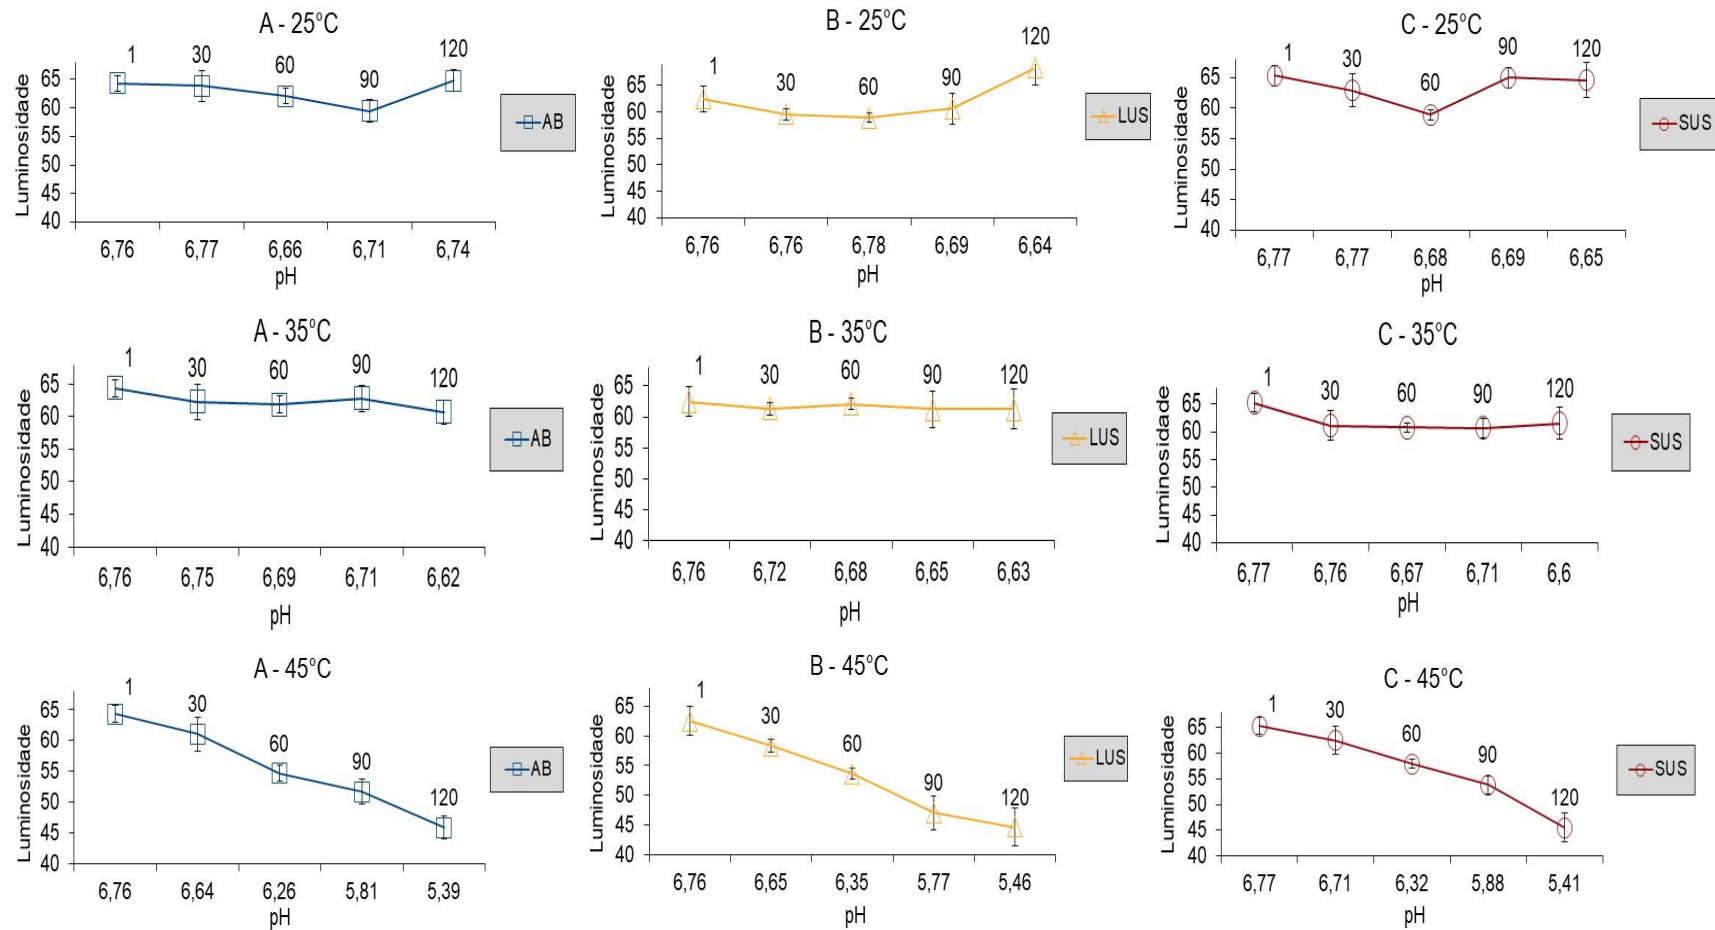 A - 25°C
1 30 60 90 120
Luminosidade
65
60
55
50
45
40
6,76 6,77 6,66 6,71 6,74
pH
AB
B - 25°C
1 30 60 90 120
Luminosidade
65
60
55
50
45
40
6,76 6,76 6,78 6,69 6,64
pH
LUS
C - 25°C
1 30 60 90 120
Luminosidade
65
60
55
50
45
40
6,77 6,77 6,68 6,69 6,65
pH
SUS
A - 35°C
1 30 60 90 120
Luminosidade
65
60
55
50
45
40
6,76 6,75 6,69 6,71 6,62
pH
AB
B - 35°C
1 30 60 90 120
Luminosidade
65
60
55
50
45
40
6,76 6,72 6,68 6,65 6,63
pH
LUS
C - 35°C
1 30 60 90 120
Luminosidade
65
60
55
50
45
40
6,77 6,76 6,67 6,71 6,6
pH
SUS
A - 45°C
1 30 60 90 120
Luminosidade
65
60
55
50
45
40
6,76 6,64 6,26 5,81 5,39
pH
AB
B - 45°C
1 30 60 90 120
Luminosidade
65
60
55
50
45
40
6,76 6,65 6,35 5,77 5,46
pH
LUS
C - 45°C
1 30 60 90 120
Luminosidade
65
60
55
50
45
40
6,77 6,71 6,32 5,88 5,41
pH
SUS